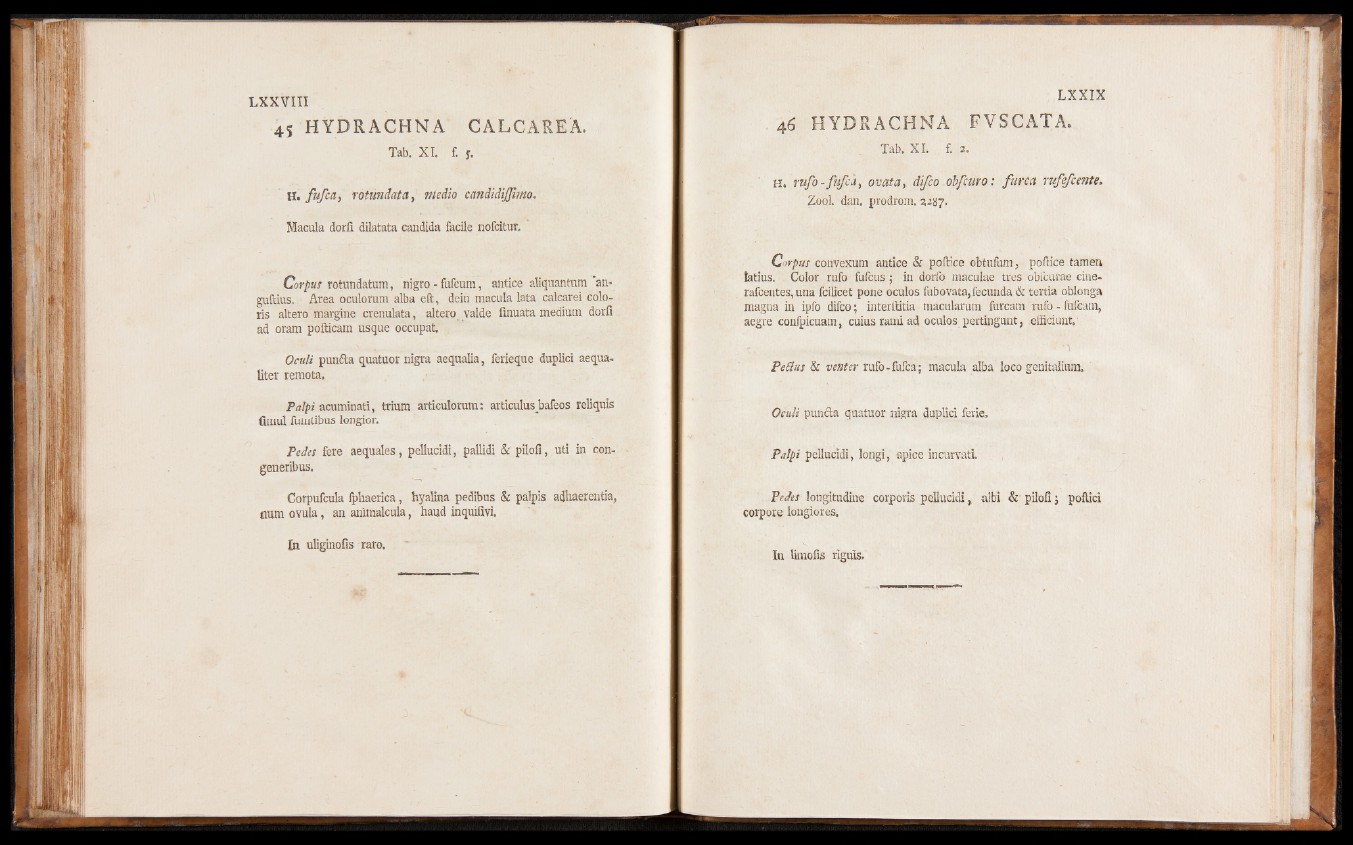 LXXVIII
45 HYDRACHNA CALCAREA.
Tab. XI. f. 5.
H. fuſca, rotundata, medio candidiſſimo.
Macula dorſi dilatata candida facile noſcitur.
Corpus rotundatum, nigro-fuſcum, antice aliquantum an-
guſtius. Area oculorum alba eſt, dein macula lata calcarei colo-
ris altero margine crenulata, altero valde ſinuata medium dorſi
ad oram poſticam usque occupat.
Oculi puncta quatuor nigra aequalia, ſerieque duplici aequa-
liter remota.
Palpi acuminati, trium articulorum: articulus baſeos reliquis
ſimul ſumtibus longior.
Pedes fere aequales, pellucidi, pallidi & piloſi, uti in con-
generibus.
Corpuſcula ſphaerica, hyalina pedibus & palpis adhaerentia,
num ovula, an animalcula, haud inquiſivi.
In uliginoſis raro.
LXXIX
46 HYDRACHNA FVSCATA.
Tab. XI. f. 2.
H. rufo-fuſca, ovata, diſco obſcuro: furca rufeſcente.
Zool. dan. prodrom. 2287.
Corpus convexum antice & poſtice obtuſum, poſtice tamen
latius. Color rufo fuſcus; in dorſo maculae tres obſcurae cine-
raſcentes, una ſcilicet pone oculos ſubovata, ſecunda & tertia oblonga
magna in ipſo diſco; interſtitia macularum furcam rufo-fuſcam,
aegre conſpicuam, cuius rami ad oculos pertingunt, efficiunt.
Pectus & venter rufo-fuſca; macula alba loco genitalium.
Oculi puncta quatuor nigra duplici ſerie.
Palpi pellucidi, longi, apice incurvati.
Pedes longitudine corporis pellucidi, albi & piloſi; poſtici
corpore longiores.
In limoſis riguis.